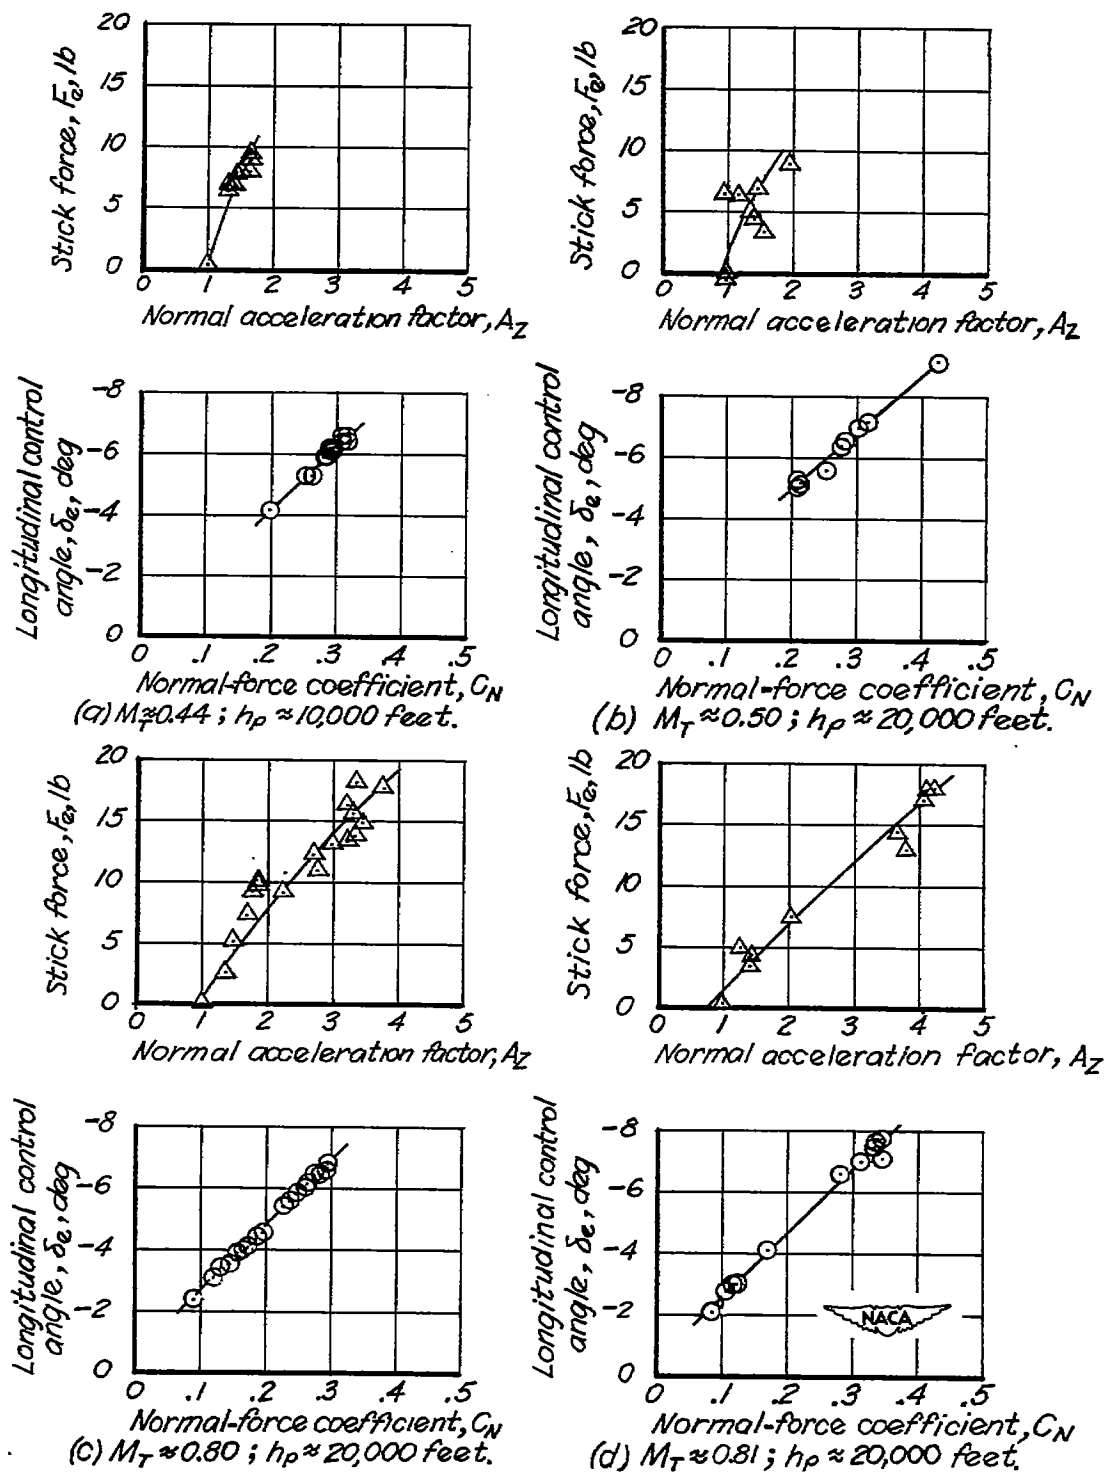 20
15
10
5
0
Stick force, Fe, lb
0 1 2 3 4 5
Normal acceleration factor, AZ
20
15
10
5
0
Stick force, Fe, lb
0 1 2 3 4 5
Normal acceleration factor, AZ
-8
-6
-4
-2
0
Longitudinal control
angle, δe, deg
0 .1 .2 .3 .4 .5
Normal-force coefficient, CN
(a) MT≈0.44; hp ≈10,000 feet.
-8
-6
-4
-2
0
Longitudinal control
angle, δe, deg
0 .1 .2 .3 .4 .5
Normal-force coefficient, CN
(b) MT ≈0.50; hp ≈ 20,000 feet.
20
15
10
5
0
Stick force, Fe, lb
0 1 2 3 4 5
Normal acceleration factor, AZ
20
15
10
5
0
Stick force, Fe, lb
0 1 2 3 4 5
Normal acceleration factor, AZ
-8
-6
-4
-2
0
Longitudinal control
angle, δe, deg
0 .1 .2 .3 .4 .5
Normal-force coefficient, CN
(c) MT ≈0.80; hp ≈ 20,000 feet.
-8
-6
-4
-2
0
Longitudinal control
angle, δe, deg
NACA
0 .1 .2 .3 .4 .5
Normal-force coefficient, CN
(d) MT ≈0.81; hp ≈20,000 feet.